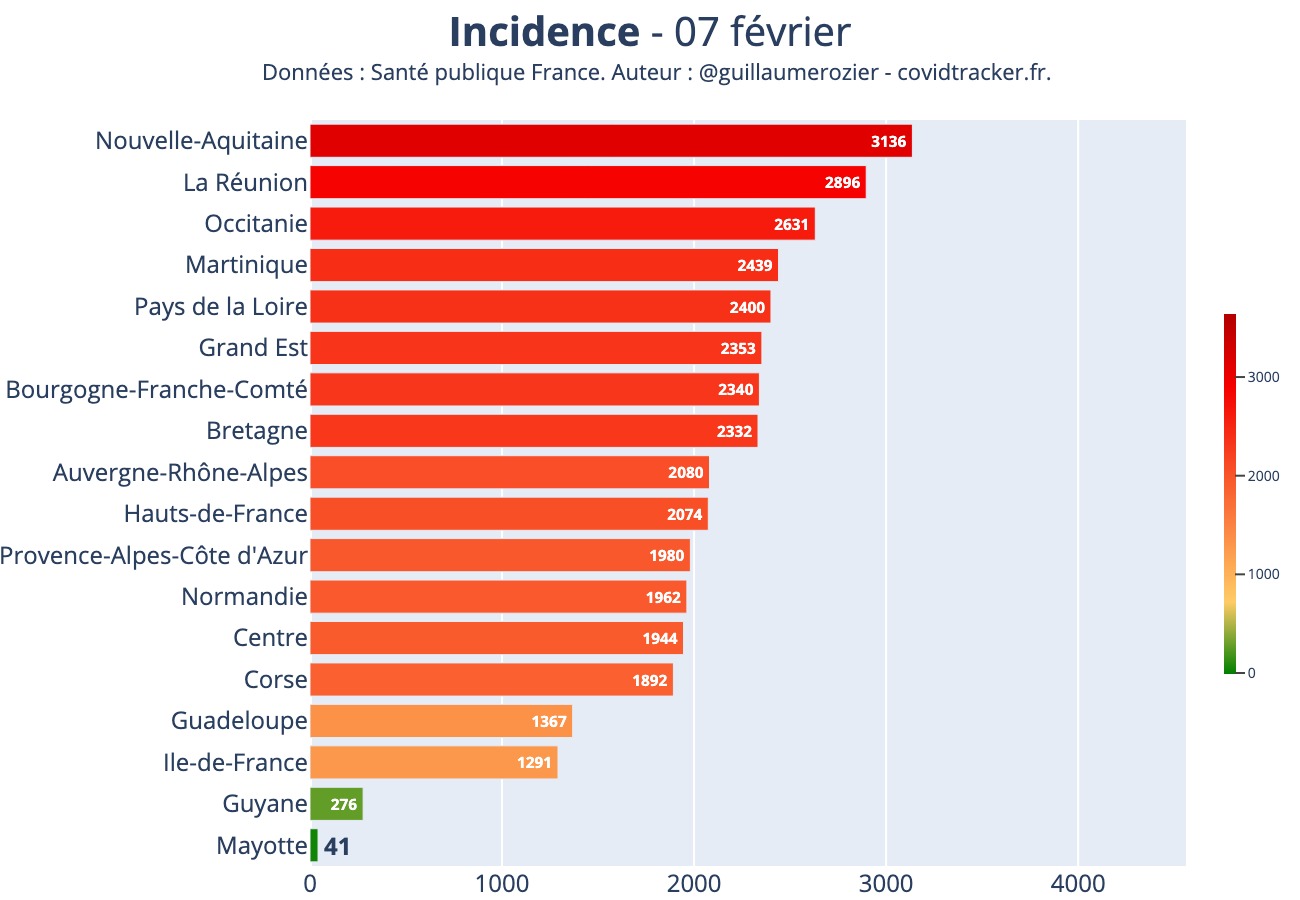 Incidence - 07 février
Données : Santé publique France. Auteur : @guillaumerozier - covidtracker.fr.
Nouvelle-Aquitaine 3136
La Réunion 2896
Occitanie 2631
Martinique 2439
Pays de la Loire 2400
Grand Est 2353
Bourgogne-Franche-Comté 2340
Bretagne 2332
Auvergne-Rhône-Alpes 2080
Hauts-de-France 2074
Provence-Alpes-Côte d'Azur 1980
Normandie 1962
Centre 1944
Corse 1892
Guadeloupe 1367
Ile-de-France 1291
Guyane 276
Mayotte 41
0 1000 2000 3000 4000
3000
2000
1000
0